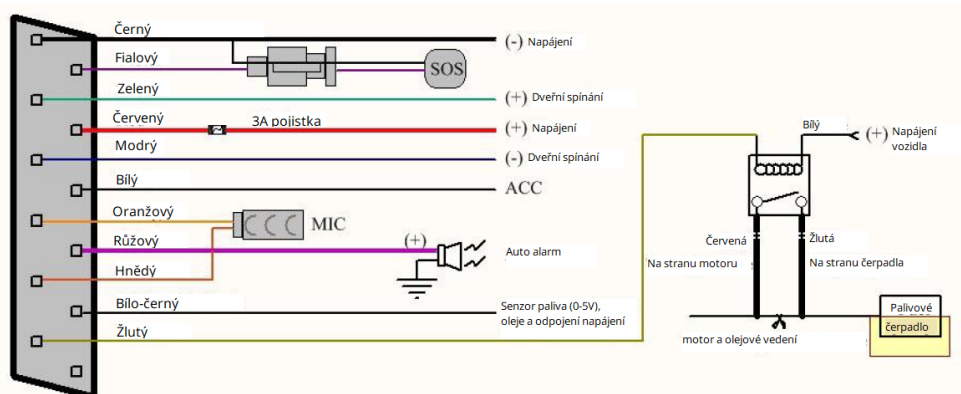 Černý
(-) Napájení
Fialový
SOS
Zelený
(+) Dveřní spínání
Červený
3A pojistka
(+) Napájení
Modrý
(-) Dveřní spínání
Bílý
ACC
Oranžový
MIC
Růžový
(+)
Auto alarm
Hnědý
Bílo-černý
Senzor paliva (0-5V),
oleje a odpojení napájení
Žlutý
Bílý
(+) Napájení
vozidla
Červená
Žlutá
Na stranu motoru
Na stranu čerpadla
motor a olejové vedení
Palivové
čerpadlo